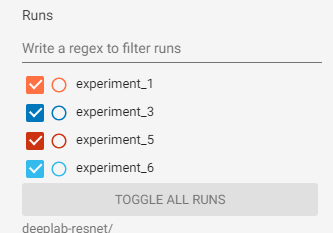 Runs
Write a regex to filter runs
experiment_1
experiment_3
experiment_5
experiment_6
TOGGLE ALL RUNS
deeplab-resnet/